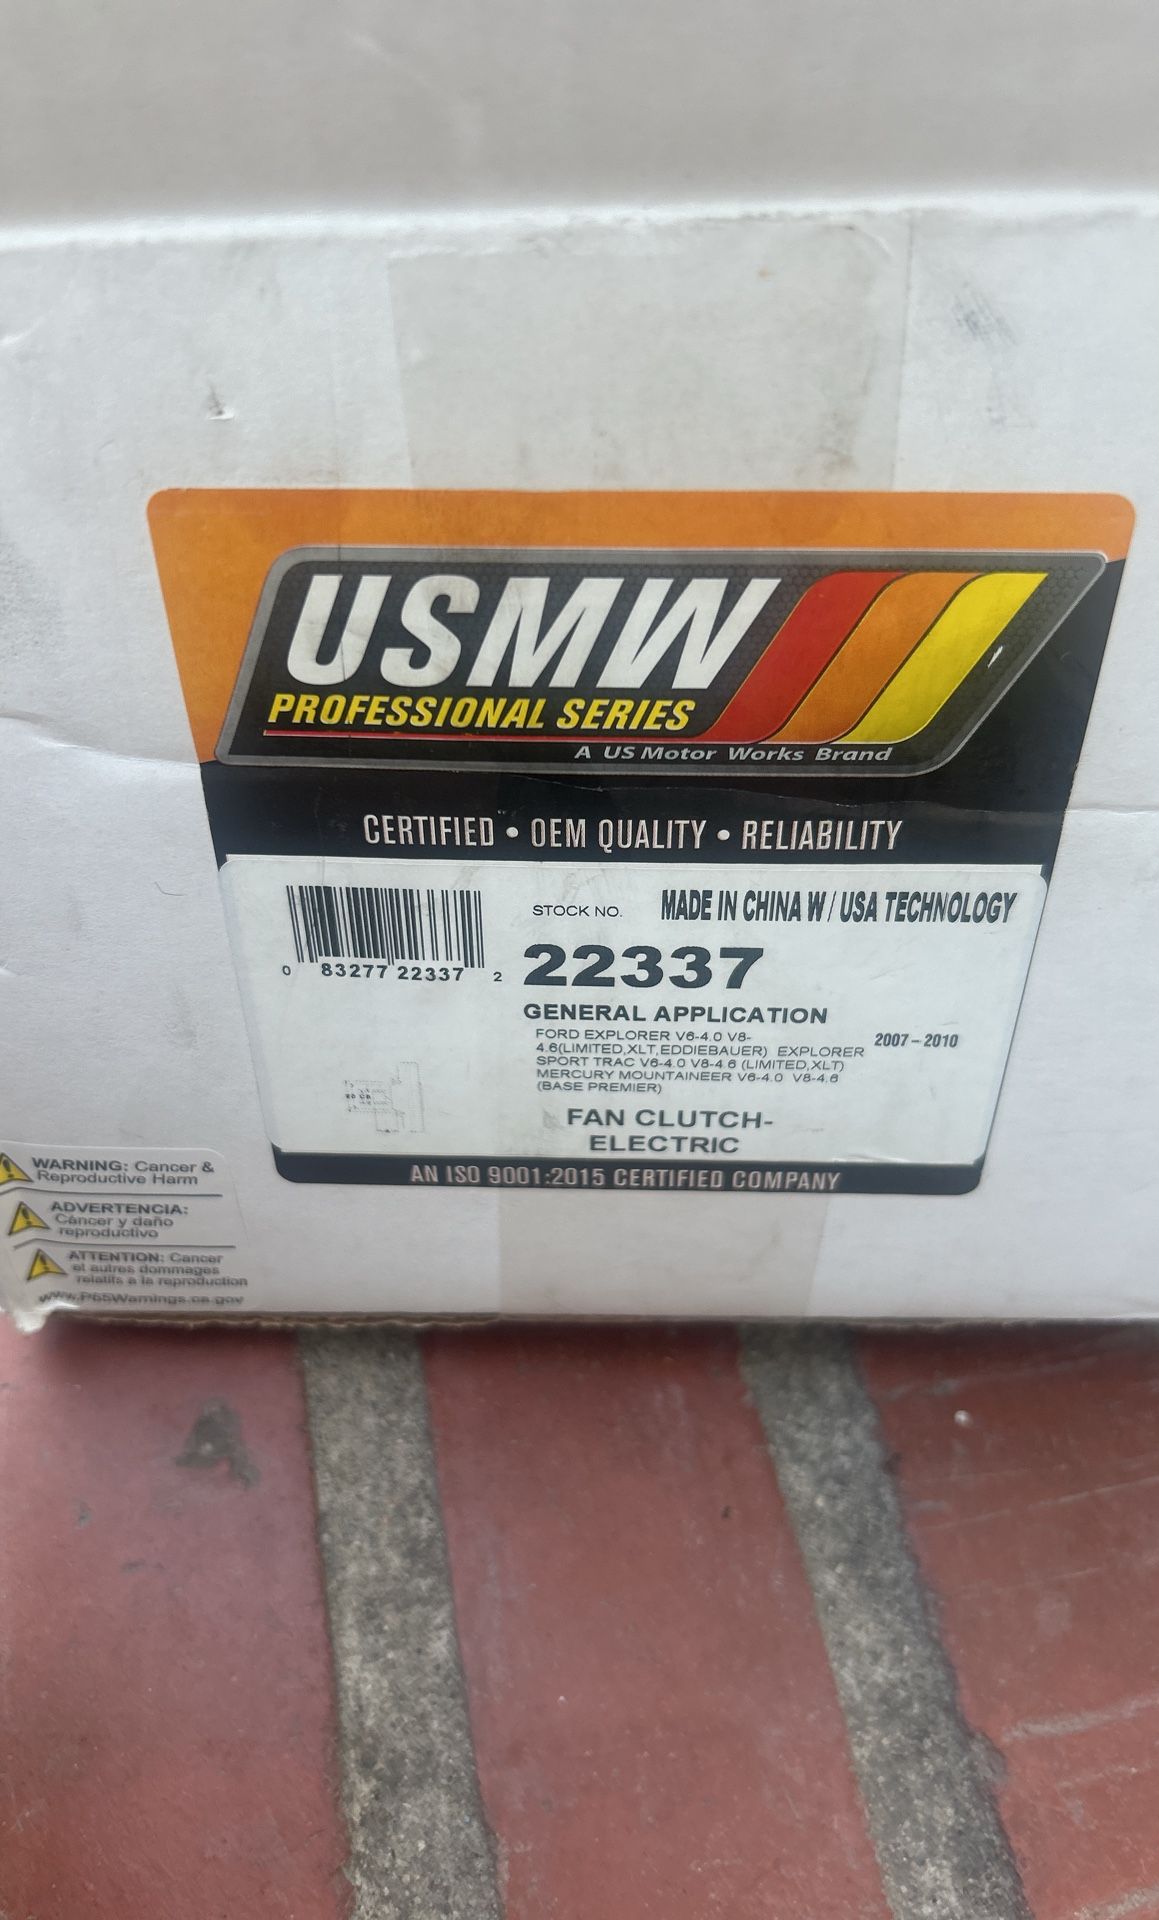 USMW
PROFESSIONAL SERIES
A US Motor Works Brand
CERTIFIED • OEM QUALITY • RELIABILITY
0 83277 22337 2
STOCK NO.
MADE IN CHINA W / USA TECHNOLOGY
22337
GENERAL APPLICATION
FORD EXPLORER V6-4.0 V8-
4.6(LIMITED,XLT,EDDIEBAUER) EXPLORER
SPORT TRAC V6-4.0 V8-4.6 (LIMITED,XLT)
MERCURY MOUNTAINEER V6-4.0 V8-4.6
(BASE PREMIER)
2007 – 2010
FAN CLUTCH-
ELECTRIC
AN ISO 9001:2015 CERTIFIED COMPANY
WARNING: Cancer &
Reproductive Harm
ADVERTENCIA:
Cáncer y daño
reproductivo
ATTENTION: Cancer
et autres dommages
relatifs a la reproduction
www.P65Warnings.ca.gov